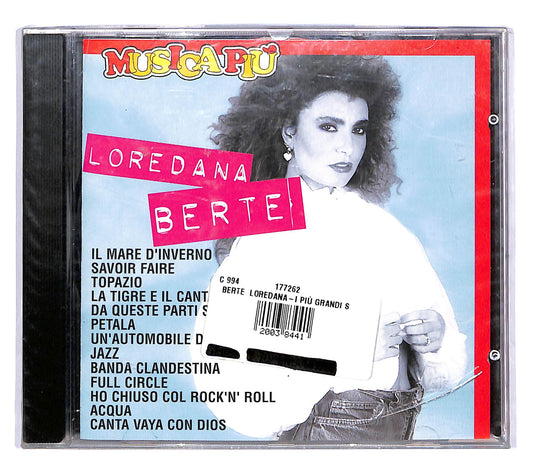 MUSICA PIÙ
LOREDANA
BERTE
IL MARE D'INVERNO
SAVOIR FAIRE
TOPAZIO
LA TIGRE E IL CANT
DA QUESTE PARTI S
PETALA
UN'AUTOMOBILE D
JAZZ
BANDA CLANDESTINA
FULL CIRCLE
HO CHIUSO COL ROCK'N' ROLL
ACQUA
CANTA VAYA CON DIOS
C 994 177262
BERTE LOREDANA-I PIÙ GRANDI S
2003 8441